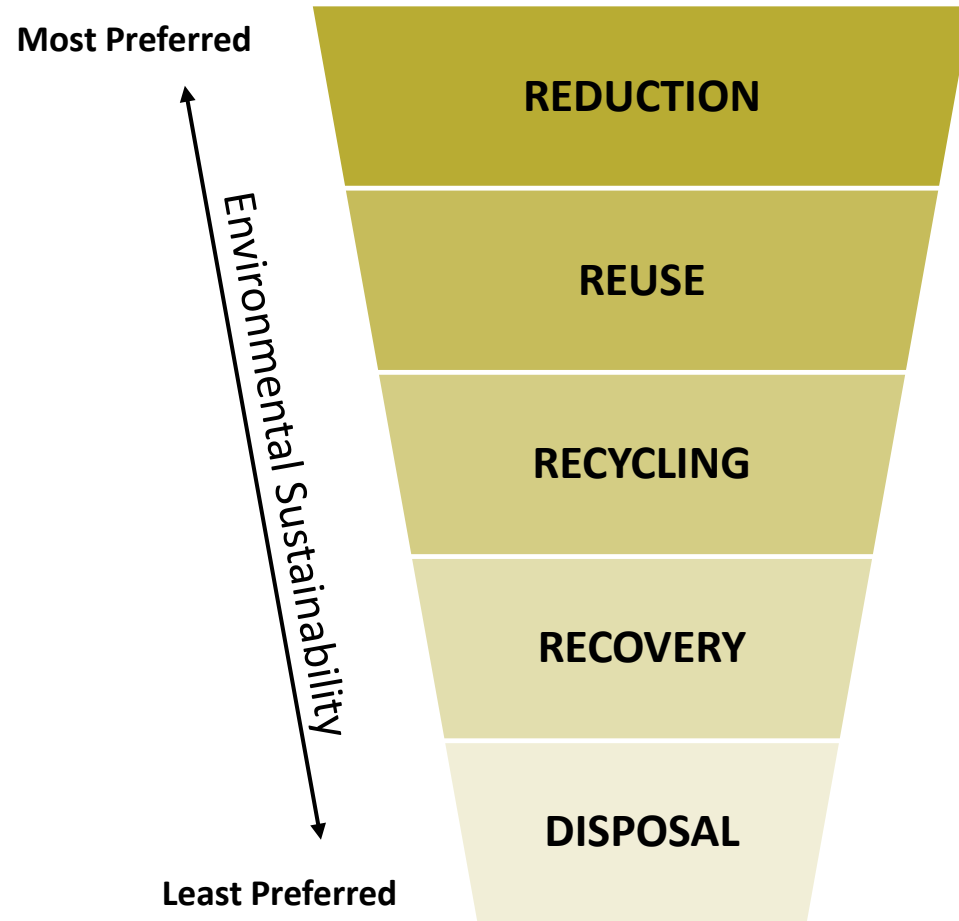 Most Preferred
REDUCTION
Environmental Sustainability
REUSE
RECYCLING
RECOVERY
DISPOSAL
Least Preferred